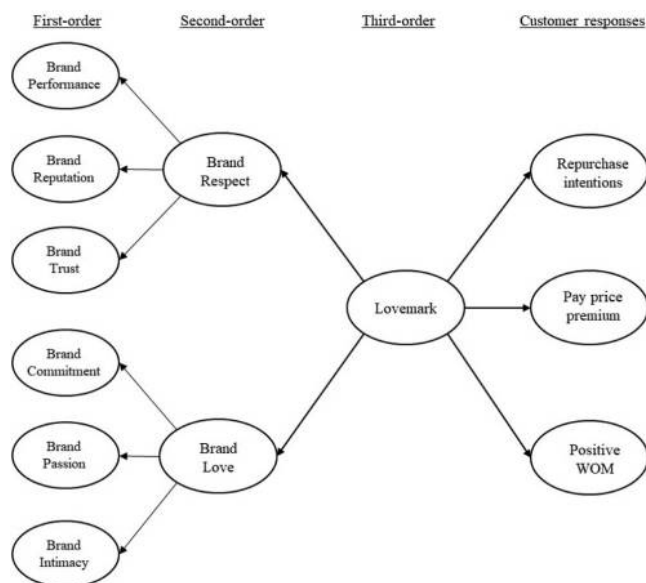 First-order
Second-order
Third-order
Customer responses
Brand
Performance
Brand
Reputation
Brand
Trust
Brand
Respect
Brand
Commitment
Brand
Passion
Brand
Intimacy
Brand
Love
Lovemark
Repurchase
intentions
Pay price
premium
Positive
WOM